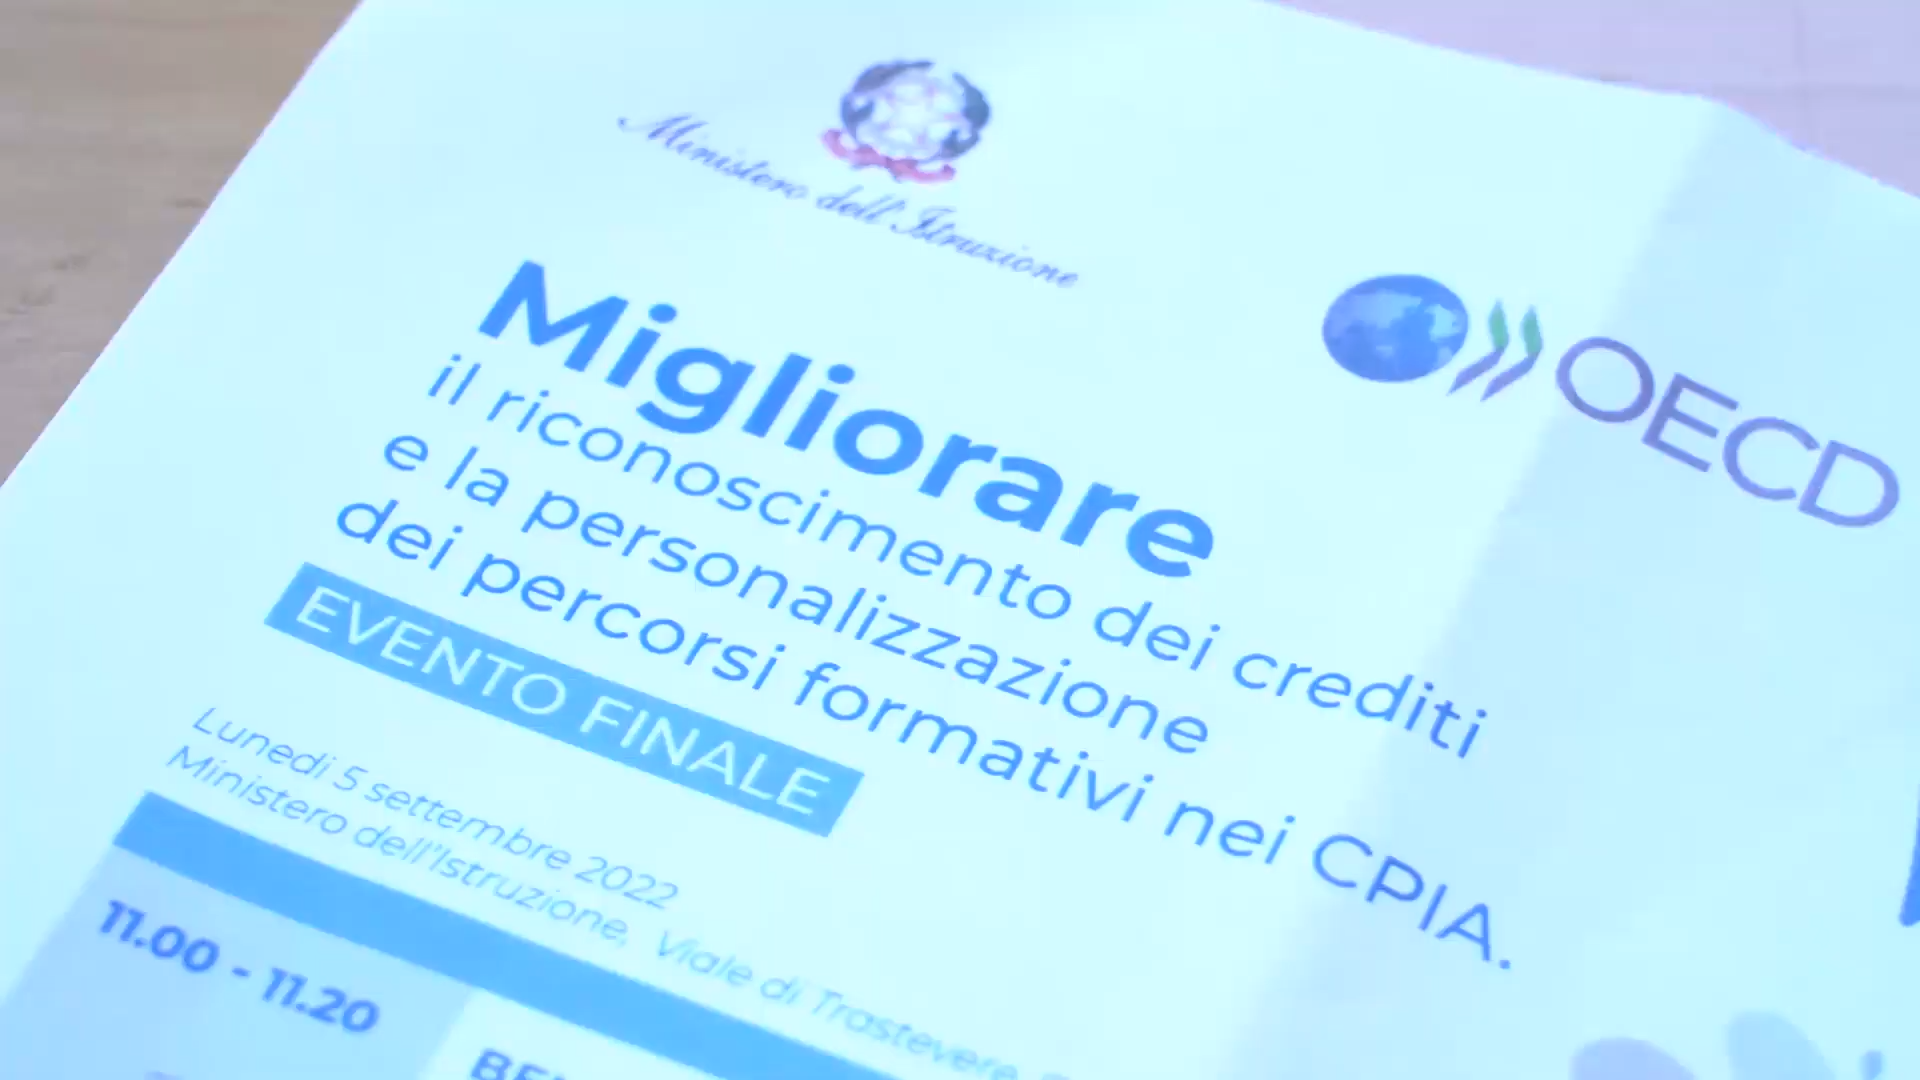 Ministero dell'Istruzione
OECD
Migliorare
il riconoscimento dei crediti
e la personalizzazione
dei percorsi formativi nei CPIA.
EVENTO FINALE
Lunedì 5 settembre 2022
Ministero dell'Istruzione, Viale di Trastevere
11.00 - 11.20